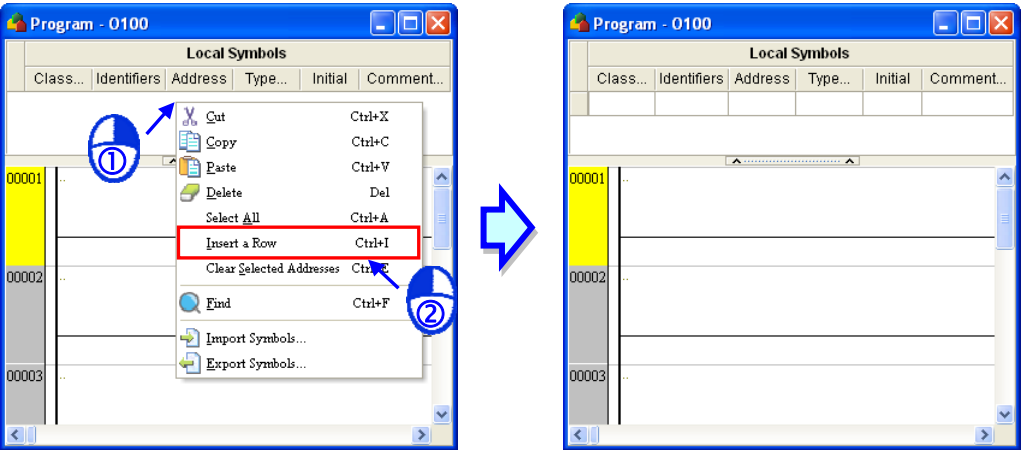 Program - O100
Local Symbols
Class... Identifiers Address Type... Initial Comment...
Cut Ctrl+X
Copy Ctrl+C
Paste Ctrl+V
Delete Del
Select All Ctrl+A
Insert a Row Ctrl+I
Clear Selected Addresses Ctrl+E
Find Ctrl+F
Import Symbols...
Export Symbols...
①
②
00001
00002
00003
Program - O100
Local Symbols
Class... Identifiers Address Type... Initial Comment...
00001
00002
00003